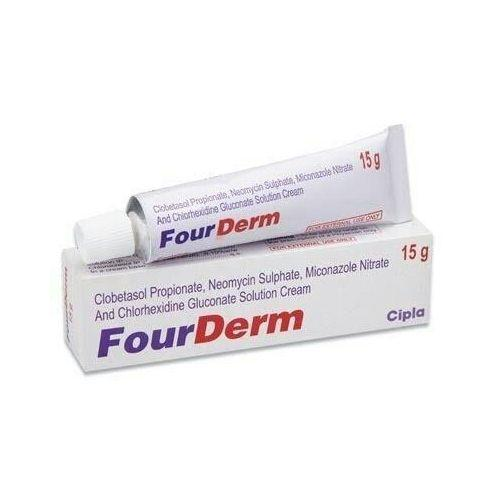 Clobetasol Propionate, Neomycin Sulphate, Miconazole Nitrate
And Chlorhexidine Gluconate Solution Cream
15 g
FourDerm
FOR EXTERNAL USE ONLY
15 g
Clobetasol Propionate, Neomycin Sulphate, Miconazole Nitrate
And Chlorhexidine Gluconate Solution Cream
FourDerm
Cipla